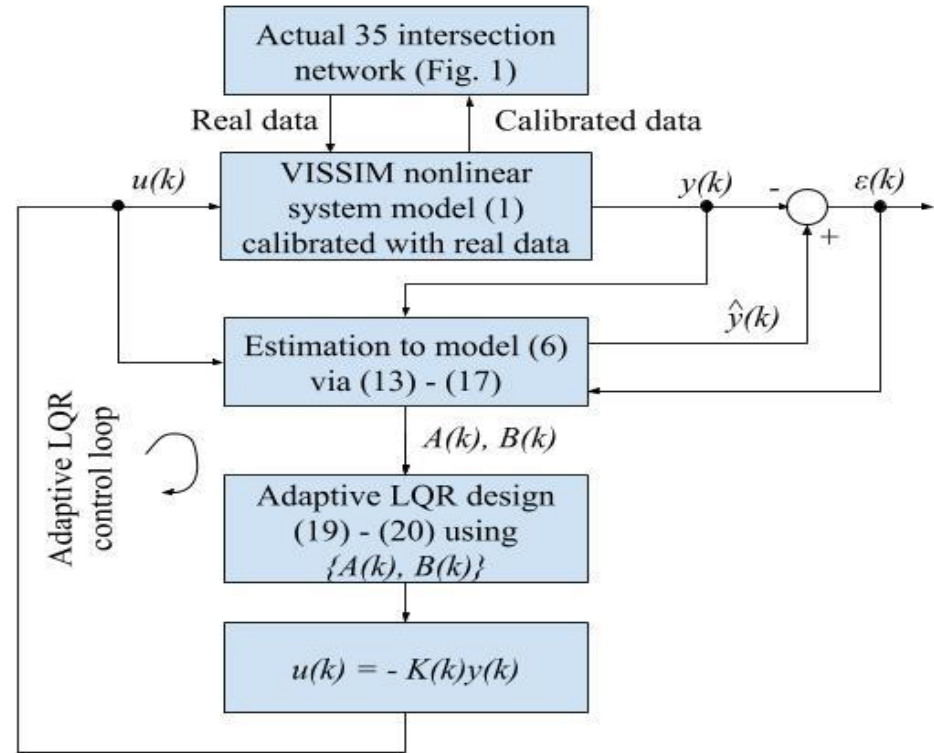 Actual 35 intersection
network (Fig. 1)
Real data
Calibrated data
u(k)
VISSIM nonlinear
system model (1)
calibrated with real data
y(k)
-
ε(k)
+
ŷ(k)
Estimation to model (6)
via (13) - (17)
A(k), B(k)
Adaptive LQR
control loop
Adaptive LQR design
(19) - (20) using
{A(k), B(k)}
u(k) = - K(k)y(k)